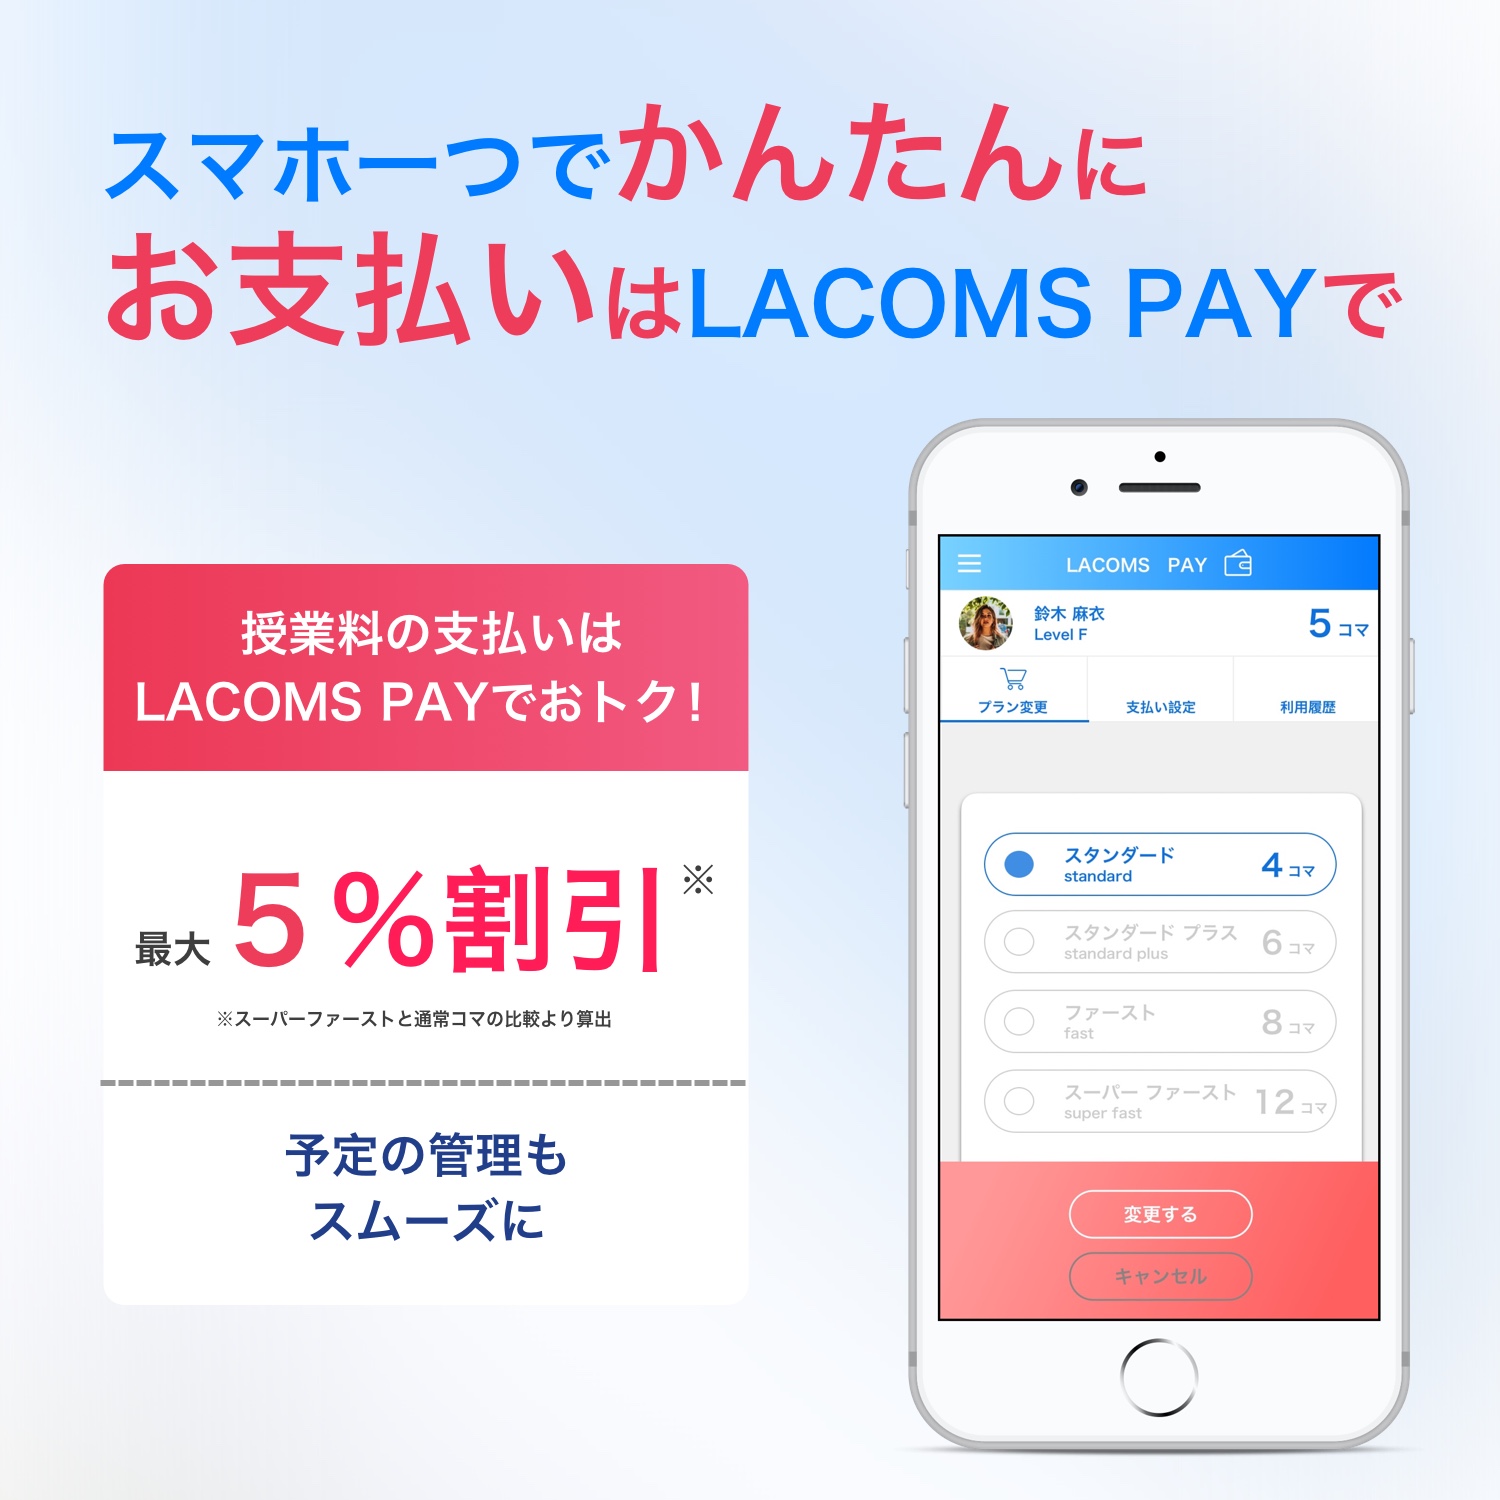 スマホ一つでかんたんに
お支払いはLACOMS PAYで
授業料の支払いは
LACOMS PAYでおトク！
最大 5％割引※
※スーパーファーストと通常コマの比較より算出
予定の管理も
スムーズに
LACOMS PAY
鈴木 麻衣
Level F
5 コマ
プラン変更
支払い設定
利用履歴
スタンダード
standard
4 コマ
スタンダード プラス
standard plus
6 コマ
ファースト
fast
8 コマ
スーパー ファースト
super fast
12 コマ
変更する
キャンセル